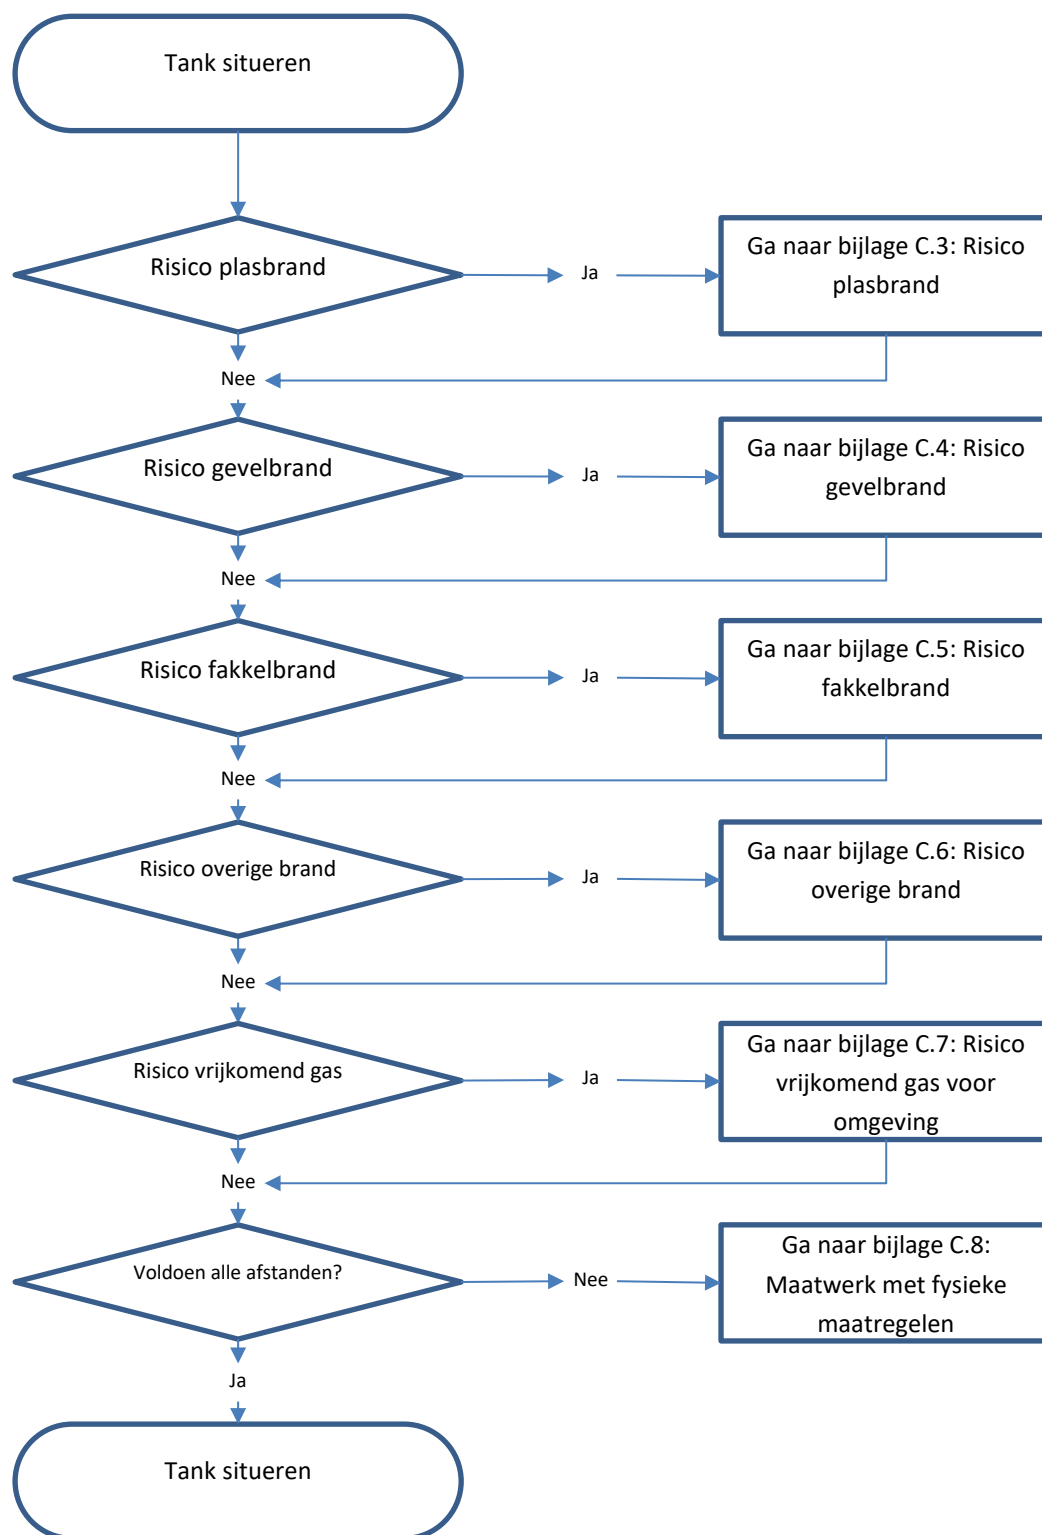 Tank situeren
Risico plasbrand
Ja
Ga naar bijlage C.3: Risico
plasbrand
Nee
Risico gevelbrand
Ja
Ga naar bijlage C.4: Risico
gevelbrand
Nee
Risico fakkelbrand
Ja
Ga naar bijlage C.5: Risico
fakkelbrand
Nee
Risico overige brand
Ja
Ga naar bijlage C.6: Risico
overige brand
Nee
Risico vrijkomend gas
Ja
Ga naar bijlage C.7: Risico
vrijkomend gas voor
omgeving
Nee
Voldoen alle afstanden?
Nee
Ga naar bijlage C.8:
Maatwerk met fysieke
maatregelen
Ja
Tank situeren